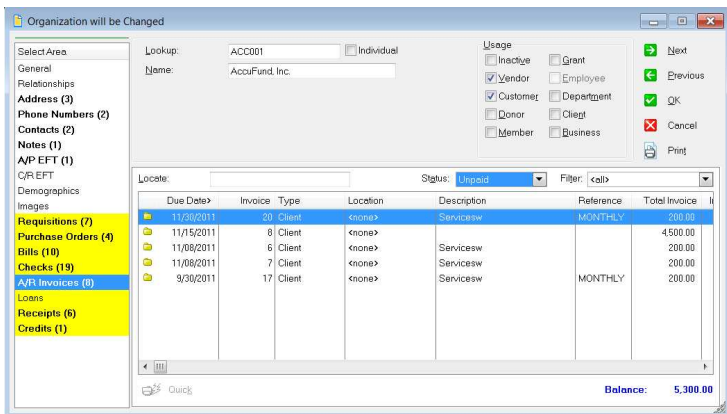 Organization will be Changed
Select Area
General
Relationships
Address (3)
Phone Numbers (2)
Contacts (2)
Notes (1)
A/P EFT (1)
C/R EFT
Demographics
Images
Requisitions (7)
Purchase Orders (4)
Bills (10)
Checks (19)
A/R Invoices (8)
Loans
Receipts (6)
Credits (1)
Lookup: ACC001 Individual
Name: AccuFund, Inc.
Usage
Inactive Grant
Vendor Employee
Customer Department
Donor Client
Member Business
Next
Previous
OK
Cancel
Print
Locate: Status: Unpaid Filter: <all>
Due Date> Invoice Type Location Description Reference Total Invoice
11/30/2011 20 Client <none> Servicesw MONTHLY 200.00
11/15/2011 8 Client <none> 4,500.00
11/08/2011 6 Client <none> Servicesw 200.00
11/08/2011 7 Client <none> Servicesw 200.00
9/30/2011 17 Client <none> Servicesw MONTHLY 200.00
Quick
Balance: 5,300.00